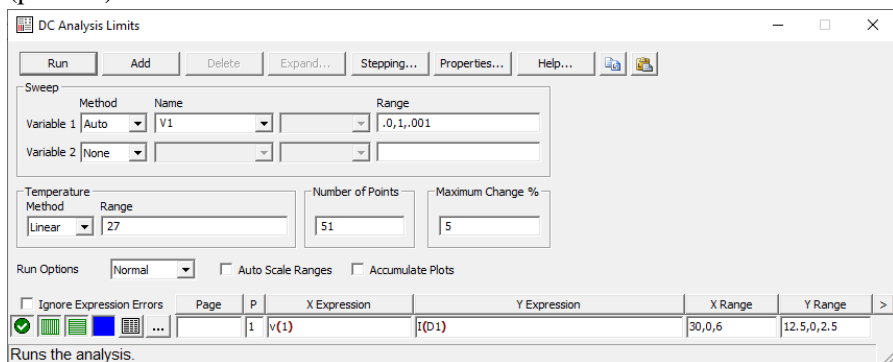 DC Analysis Limits
Run Add Delete Expand... Stepping... Properties... Help...
Sweep
Method Name Range
Variable 1 Auto V1 .0,1,.001
Variable 2 None
Temperature Number of Points Maximum Change %
Method Range
Linear 27 51 5
Run Options Normal Auto Scale Ranges Accumulate Plots
Ignore Expression Errors Page P X Expression Y Expression X Range Y Range >
... 1 v(1) I(D1) 30,0,6 12.5,0,2.5
Runs the analysis.